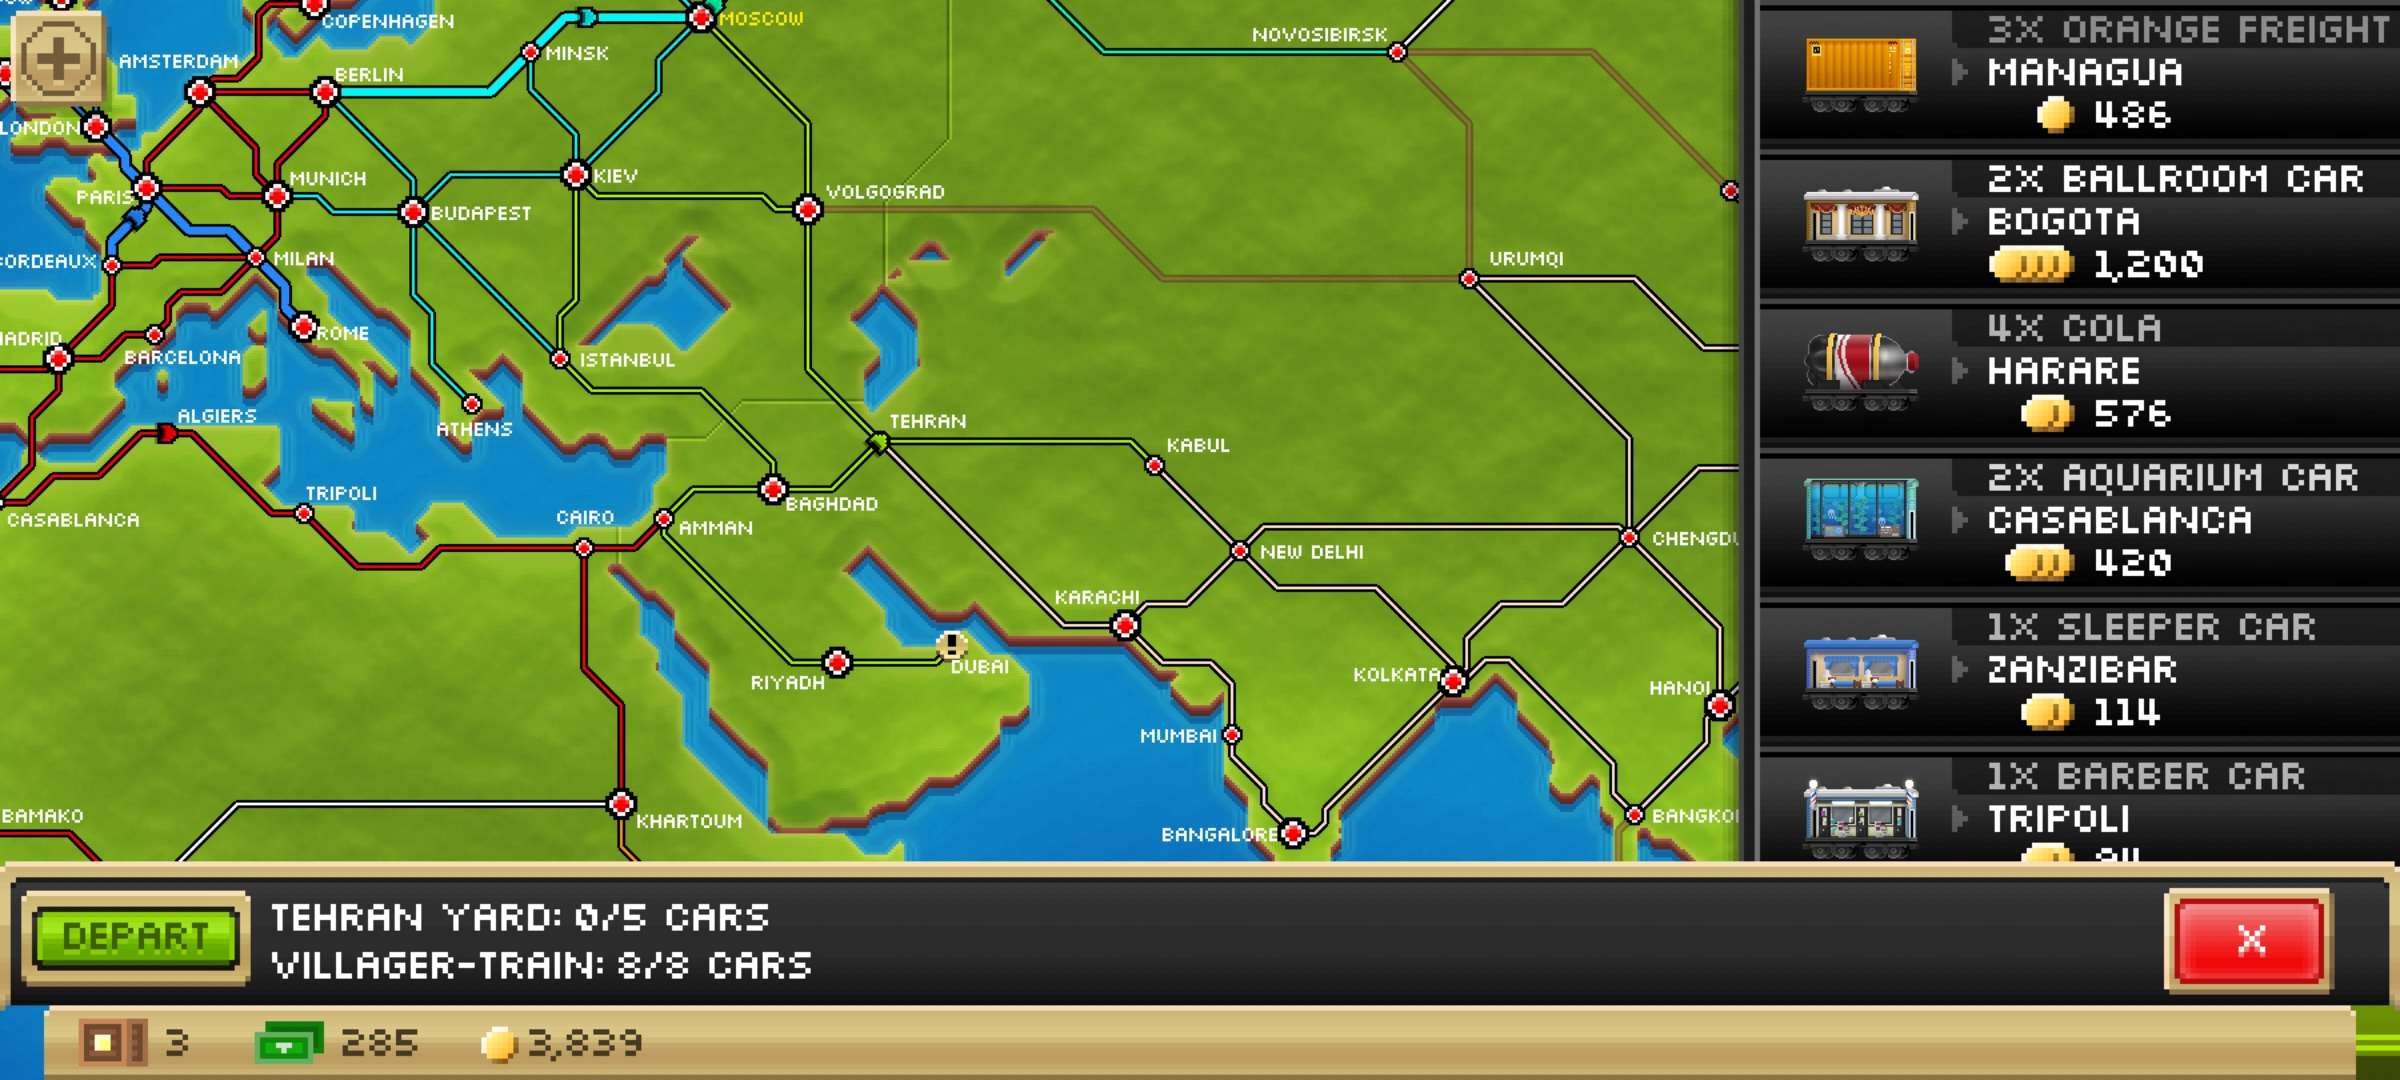 COPENHAGEN
MOSCOW
MINSK
NOVOSIBIRSK
AMSTERDAM
BERLIN
LONDON
MUNICH
KIEV
PARIS
VOLGOGRAD
BUDAPEST
MILAN
URUMQI
ROME
BARCELONA
ISTANBUL
ALGIERS
ATHENS
TEHRAN
KABUL
TRIPOLI
BAGHDAD
CASABLANCA
CAIRO
AMMAN
NEW DELHI
KARACHI
DUBAI
RIYADH
KOLKATA
HANOI
MUMBAI
BAMAKO
KHARTOUM
BANGALORE
3X ORANGE FREIGHT
MANAGUA
486
2X BALLROOM CAR
BOGOTA
1,200
4X COLA
HARARE
576
2X AQUARIUM CAR
CASABLANCA
420
1X SLEEPER CAR
ZANZIBAR
114
1X BARBER CAR
TRIPOLI
DEPART
TEHRAN YARD: 0/5 CARS
VILLAGER-TRAIN: 8/8 CARS
X
3
285
3,839